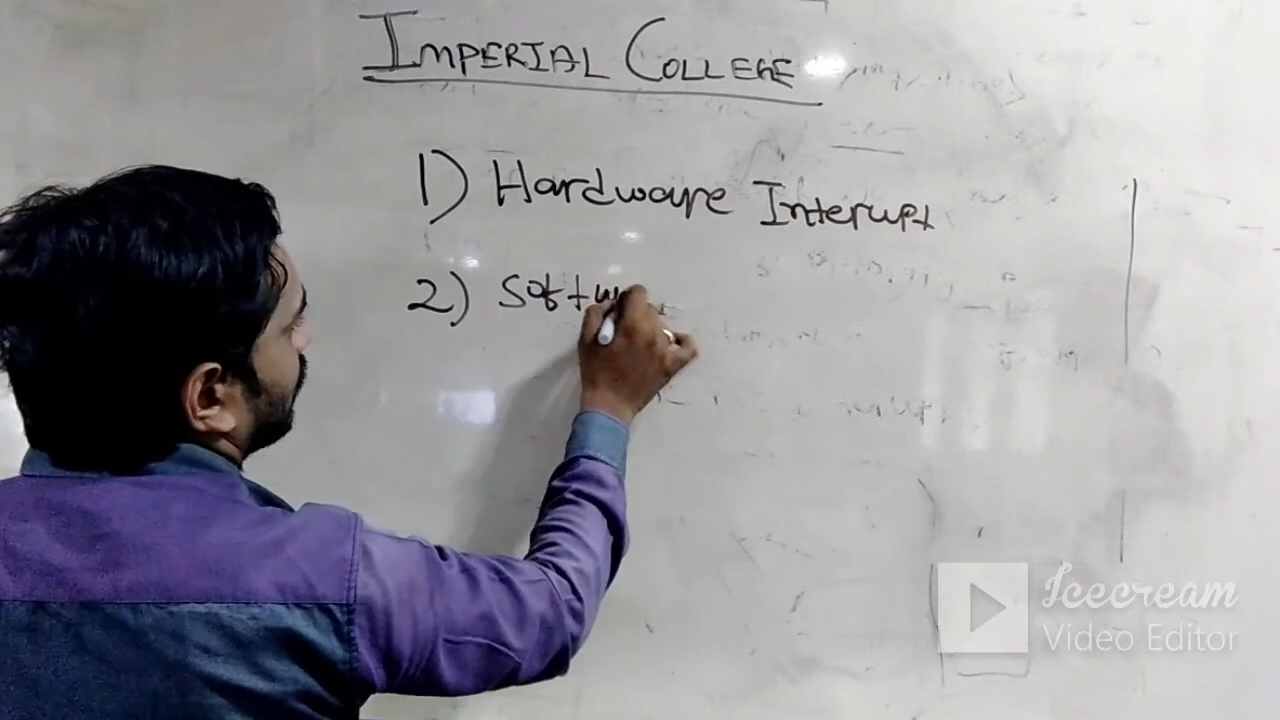 IMPERIAL COLLEGE
1) Hardware Interupt
2) Softw
Icecream
Video Editor